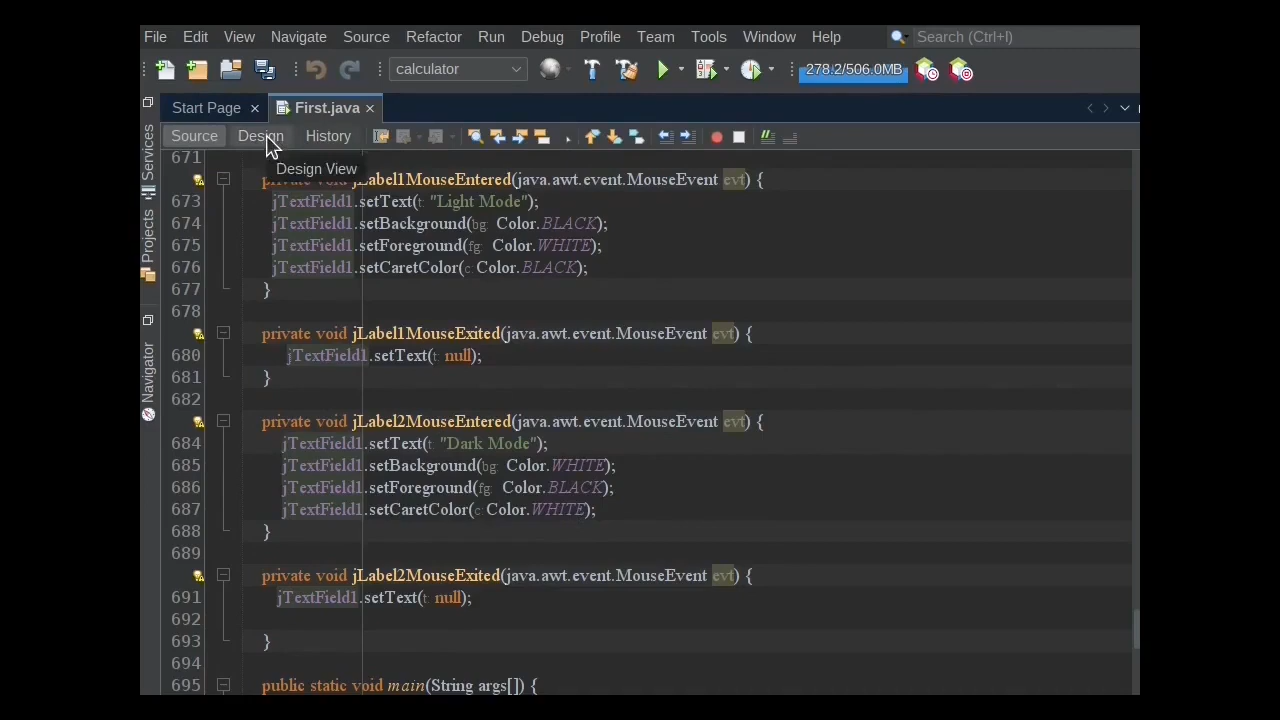 File Edit View Navigate Source Refactor Run Debug Profile Team Tools Window Help Search (Ctrl+I)
calculator 278.2/506.0MB
Start Page First.java
Source Design History
Design View
Services
Projects
Navigator
671
private void jLabel1MouseEntered(java.awt.event.MouseEvent evt) {
673 jTextField1.setText(t: "Light Mode");
674 jTextField1.setBackground(bg: Color.BLACK);
675 jTextField1.setForeground(fg: Color.WHITE);
676 jTextField1.setCaretColor(c: Color.BLACK);
677 }
678
private void jLabel1MouseExited(java.awt.event.MouseEvent evt) {
680 jTextField1.setText(t: null);
681 }
682
private void jLabel2MouseEntered(java.awt.event.MouseEvent evt) {
684 jTextField1.setText(t: "Dark Mode");
685 jTextField1.setBackground(bg: Color.WHITE);
686 jTextField1.setForeground(fg: Color.BLACK);
687 jTextField1.setCaretColor(c: Color.WHITE);
688 }
689
private void jLabel2MouseExited(java.awt.event.MouseEvent evt) {
691 jTextField1.setText(t: null);
692
693 }
694
695 public static void main(String args[]) {